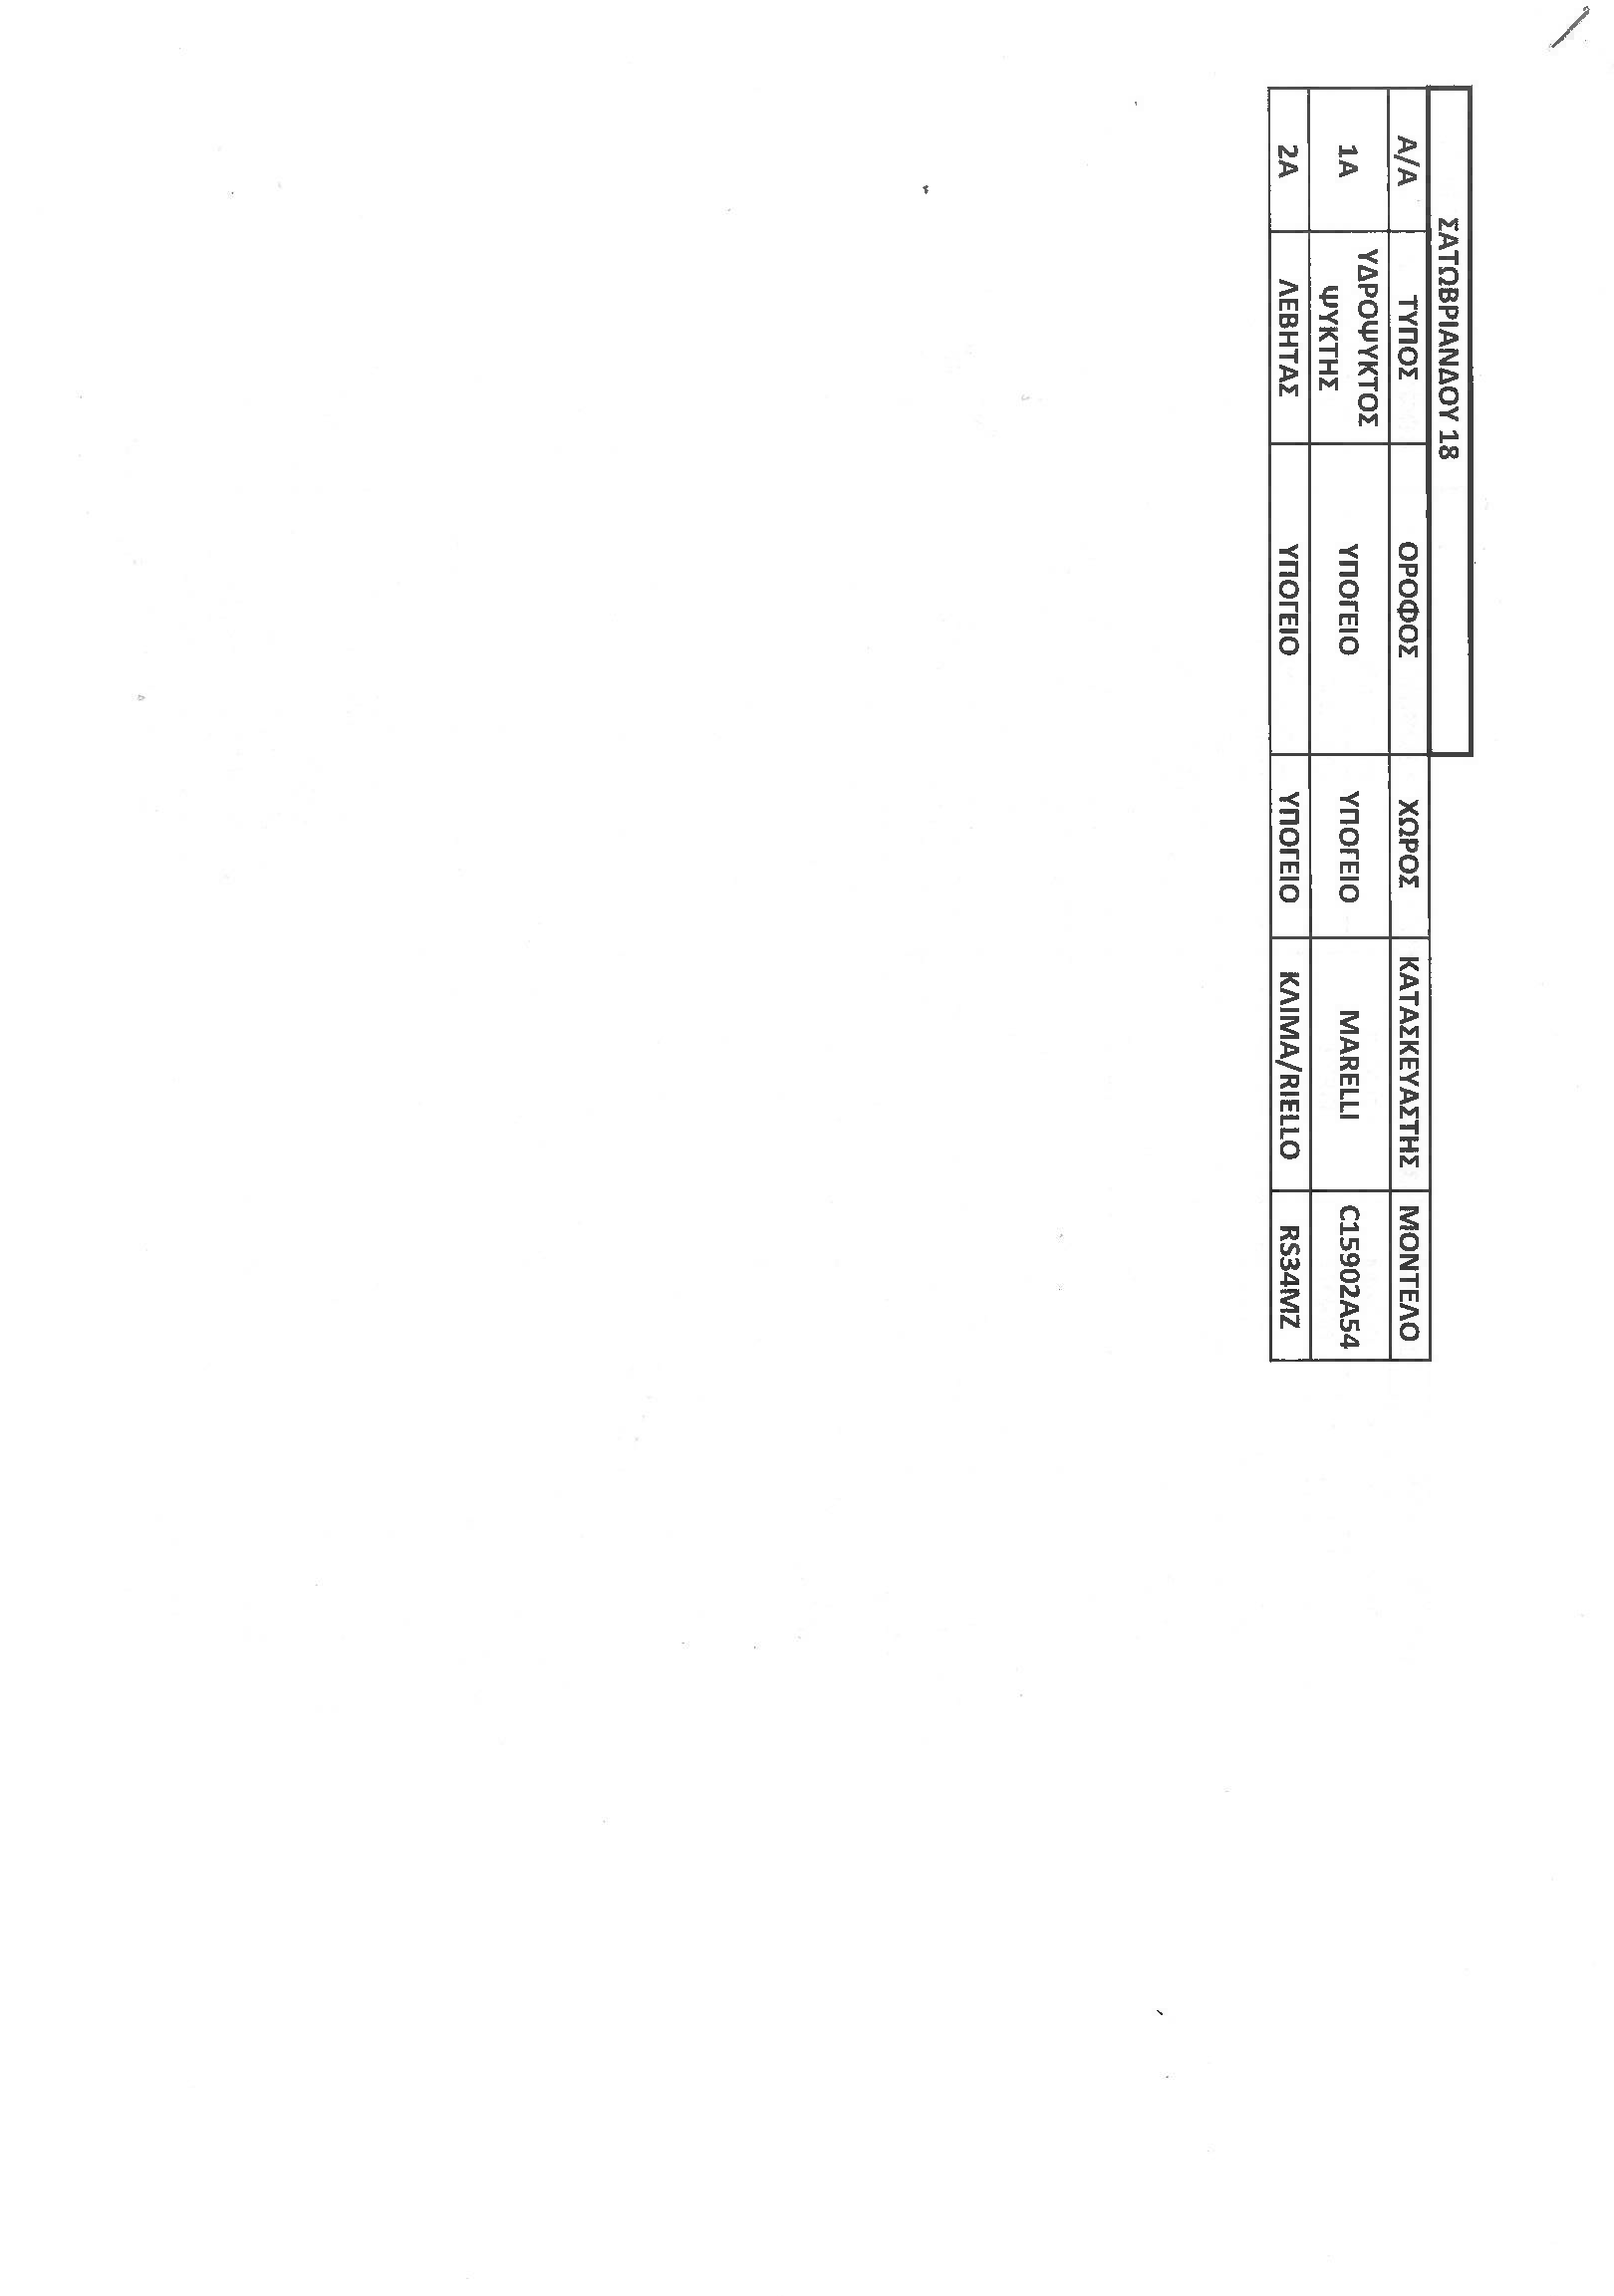 ΣΑΤΩΒΡΙΑΝΔΟΥ 18
Α/Α ΤΥΠΟΣ ΟΡΟΦΟΣ ΧΩΡΟΣ ΚΑΤΑΣΚΕΥΑΣΤΗΣ ΜΟΝΤΕΛΟ
1Α ΥΔΡΟΨΥΚΤΟΣ ΨΥΚΤΗΣ ΥΠΟΓΕΙΟ ΥΠΟΓΕΙΟ MARELLI C15902A54
2Α ΛΕΒΗΤΑΣ ΥΠΟΓΕΙΟ ΥΠΟΓΕΙΟ ΚΛΙΜΑ/RIELLO RS34MZ